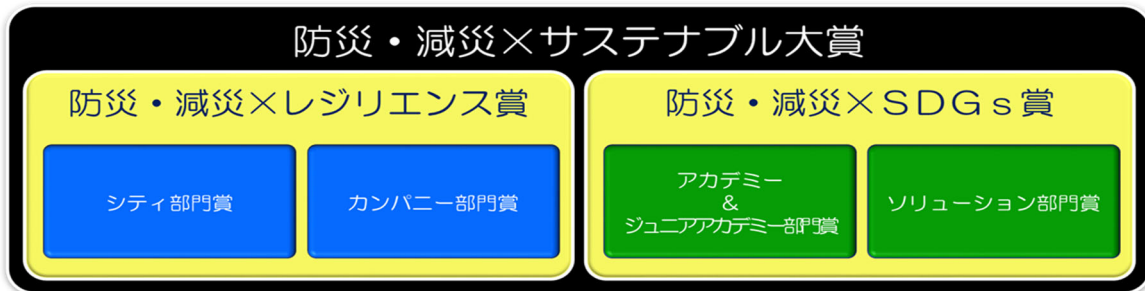 防災・減災×サステナブル大賞
防災・減災×レジリエンス賞
シティ部門賞
カンパニー部門賞
防災・減災×SDGs賞
アカデミー
&
ジュニアアカデミー部門賞
ソリューション部門賞